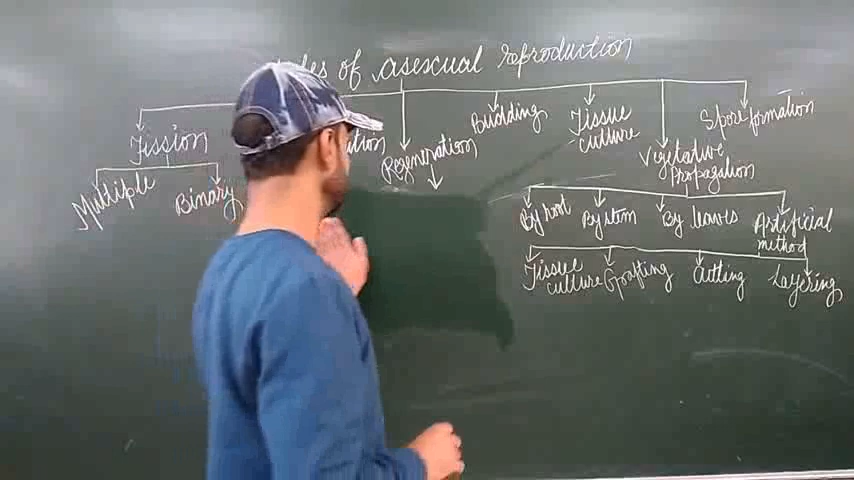 of asexual reproduction
Fission
Regeneration
Budding
Tissue
culture
Vegetative
Propagation
Spore formation
Multiple
Binary
By root
By stem
By leaves
Artificial
method
Tissue
culture
Grafting
Cutting
Layering